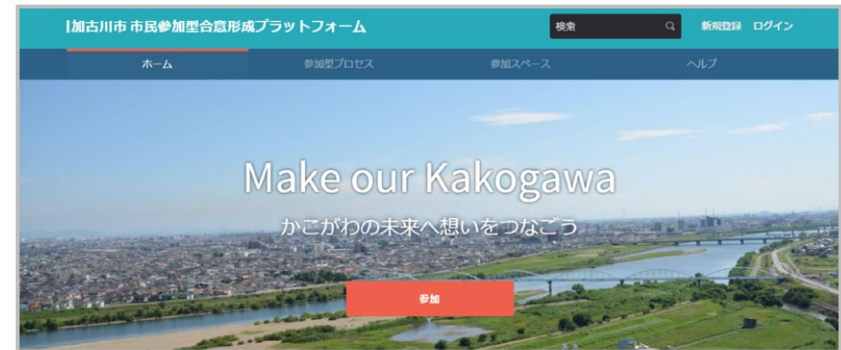 加古川市 市民参加型合意形成プラットフォーム
検索
新規登録 ログイン
ホーム 参加型プロセス 参加スペース ヘルプ
Make our Kakogawa
かこがわの未来へ想いをつなごう
参加